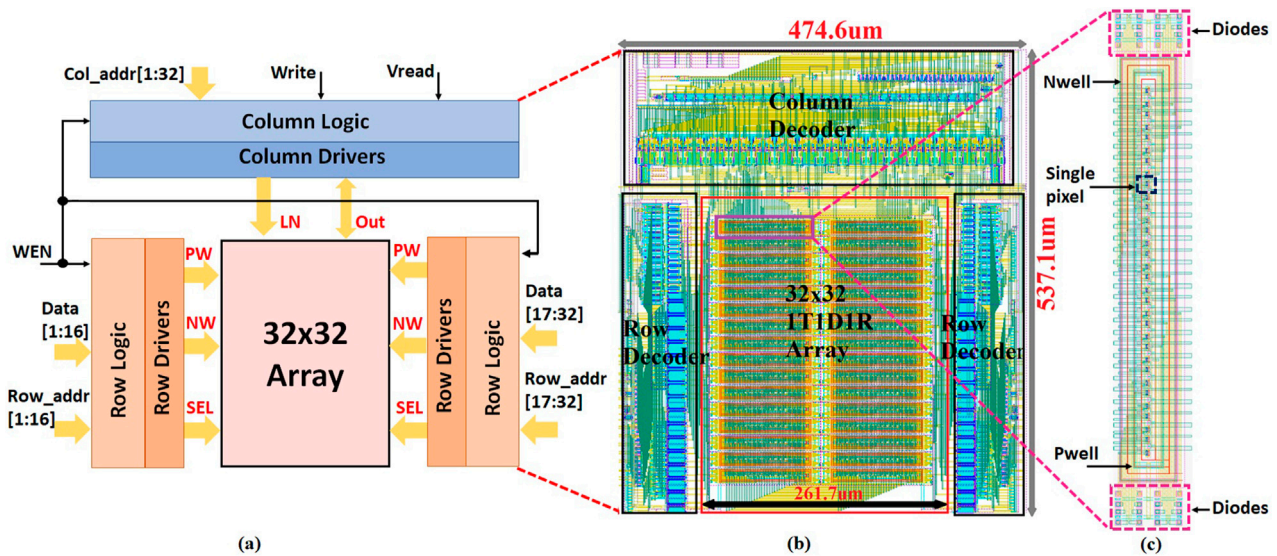 Col_addr[1:32]
Write
Vread
Column Logic
Column Drivers
LN
Out
WEN
PW
PW
Data
[1:16]
Data
[17:32]
Row Logic
Row Drivers
NW
32x32
Array
NW
Row Drivers
Row Logic
Row_addr
[1:16]
SEL
SEL
Row_addr
[17:32]
(a)
474.6um
Column
Decoder
537.1um
Row
Decoder
32x32
1T1D1R
Array
Row
Decoder
261.7um
(b)
Diodes
Nwell
Single
pixel
Pwell
Diodes
(c)